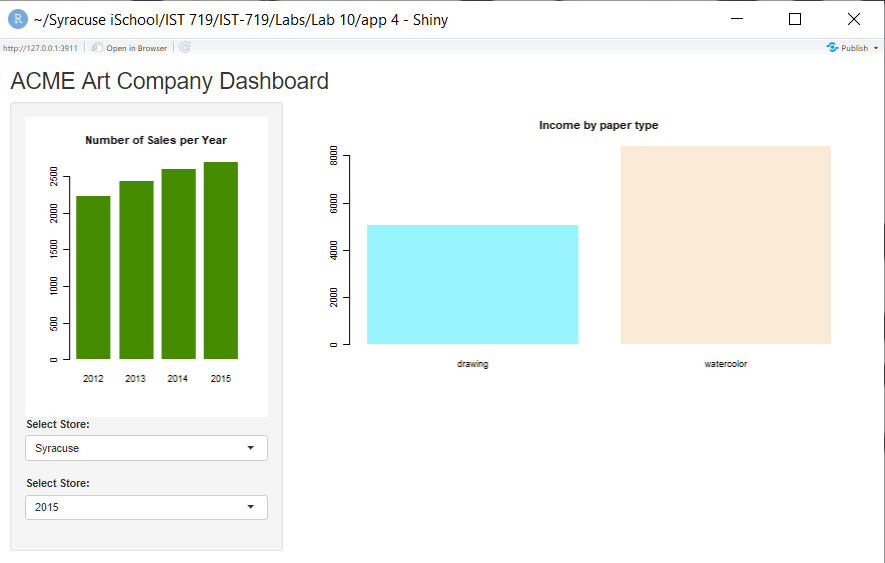 R ~/Syracuse iSchool/IST 719/IST-719/Labs/Lab 10/app 4 - Shiny
http://127.0.0.1:3911 Open in Browser Publish
ACME Art Company Dashboard
Number of Sales per Year
2500
2000
1500
1000
500
0
2012 2013 2014 2015
Select Store:
Syracuse
Select Store:
2015
Income by paper type
8000
6000
4000
2000
0
drawing watercolor